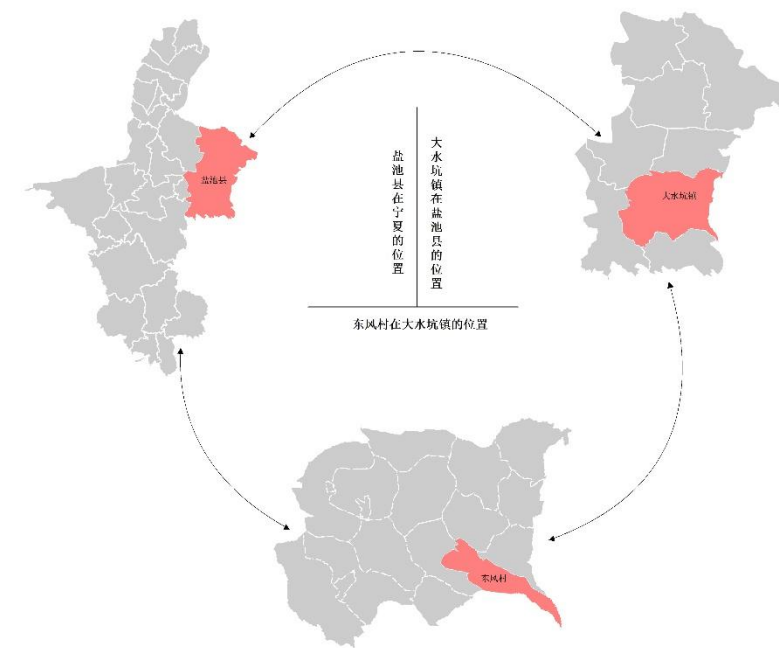 盐池县
盐池县在宁夏的位置
大水坑镇在盐池县的位置
大水坑镇
东风村在大水坑镇的位置
东风村